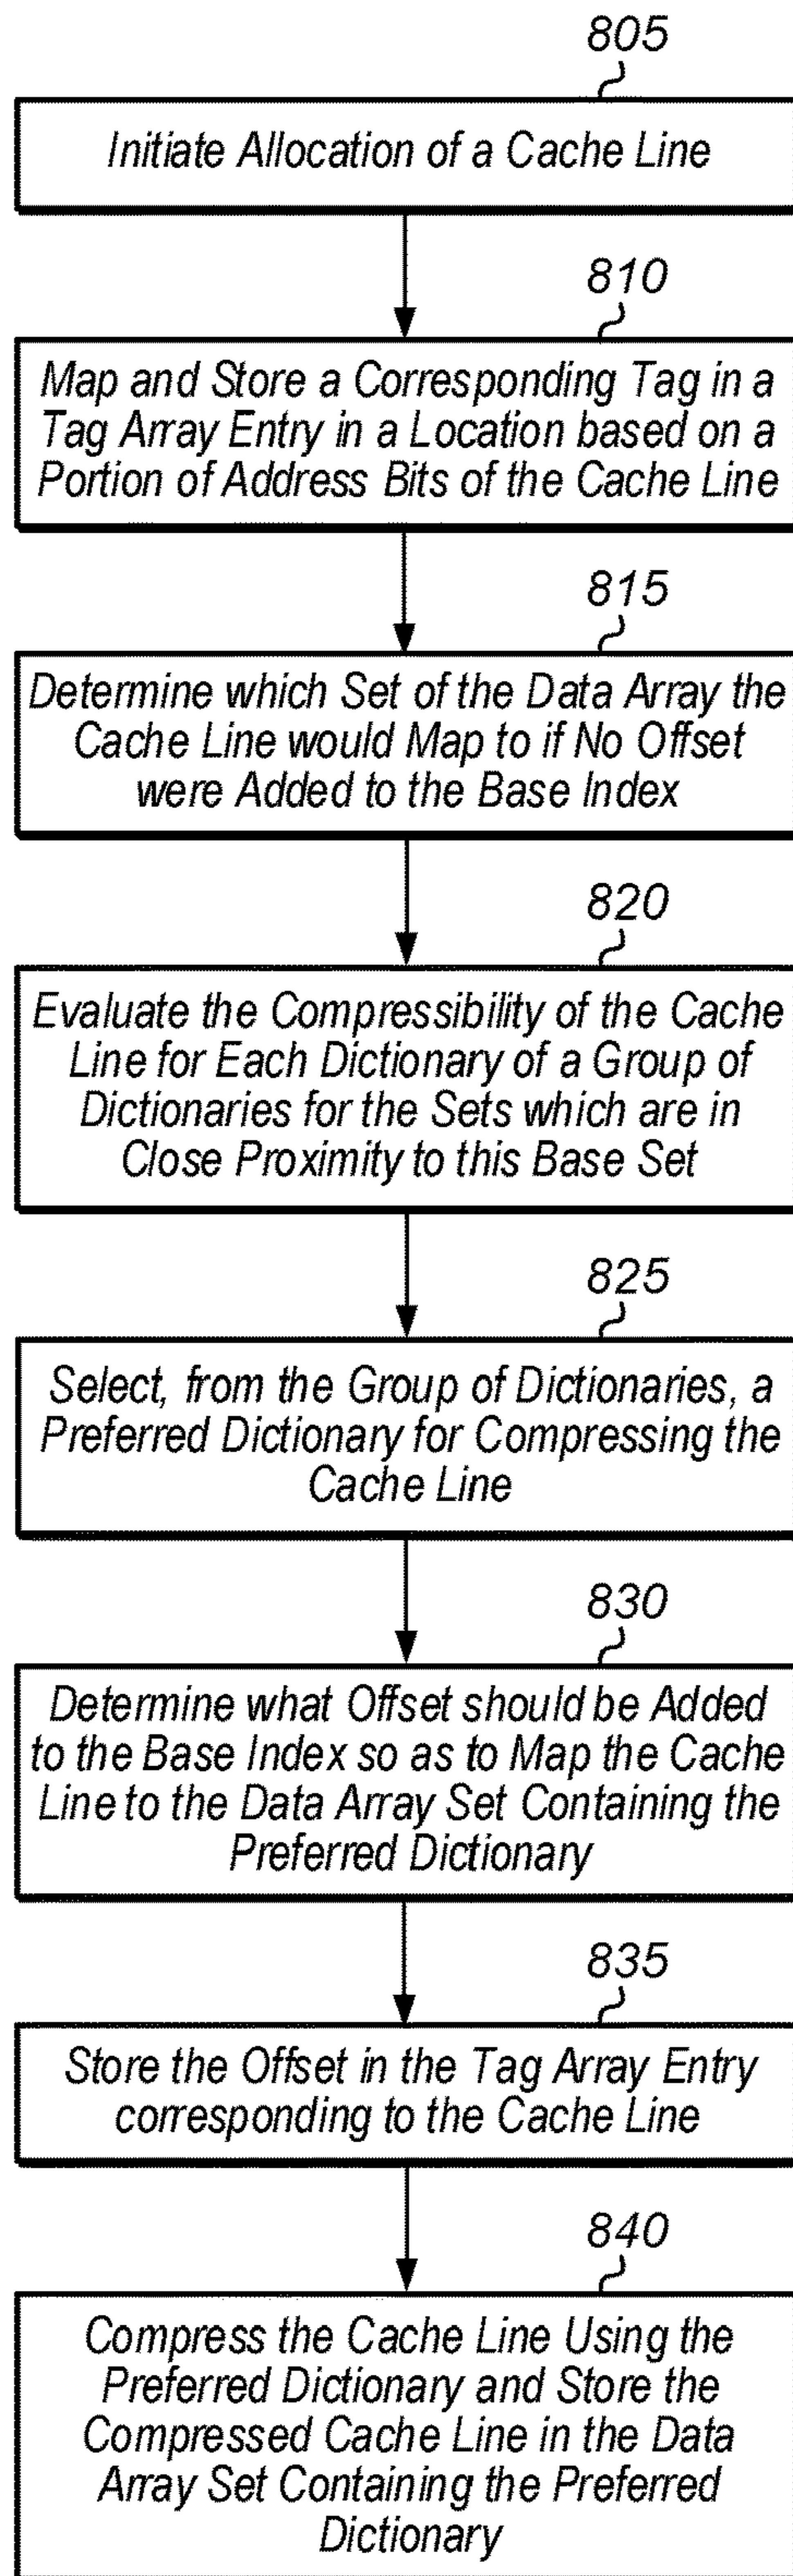 805
Initiate Allocation of a Cache Line
810
Map and Store a Corresponding Tag in a
Tag Array Entry in a Location based on a
Portion of Address Bits of the Cache Line
815
Determine which Set of the Data Array the
Cache Line would Map to if No Offset
were Added to the Base Index
820
Evaluate the Compressibility of the Cache
Line for Each Dictionary of a Group of
Dictionaries for the Sets which are in
Close Proximity to this Base Set
825
Select, from the Group of Dictionaries, a
Preferred Dictionary for Compressing the
Cache Line
830
Determine what Offset should be Added
to the Base Index so as to Map the Cache
Line to the Data Array Set Containing the
Preferred Dictionary
835
Store the Offset in the Tag Array Entry
corresponding to the Cache Line
840
Compress the Cache Line Using the
Preferred Dictionary and Store the
Compressed Cache Line in the Data
Array Set Containing the Preferred
Dictionary